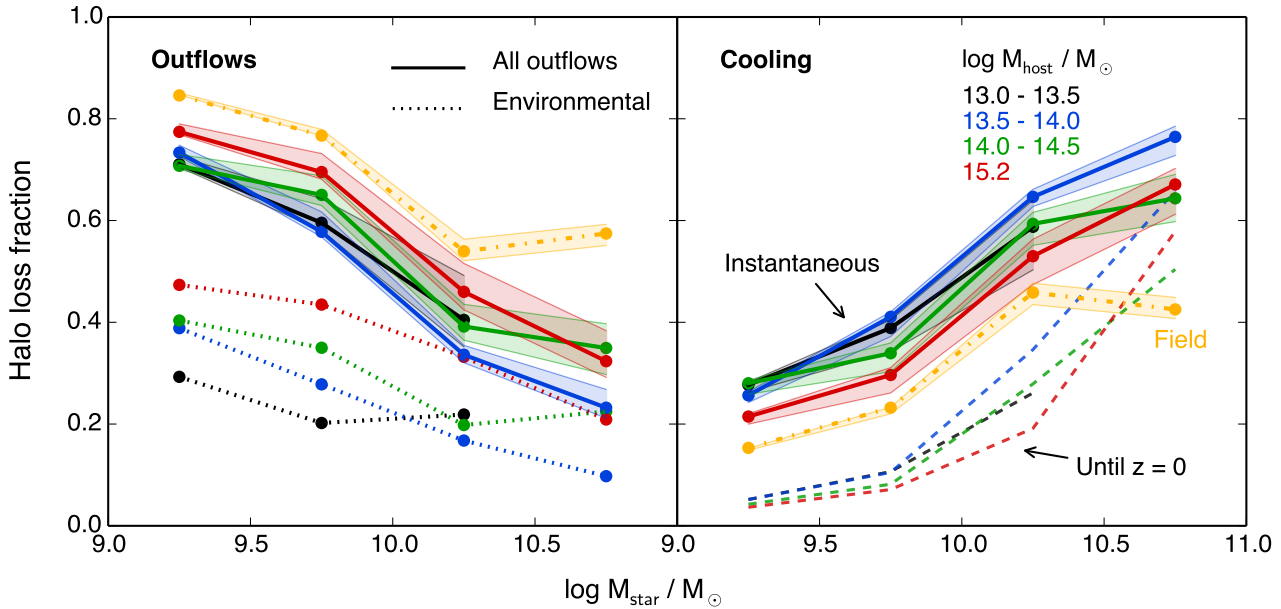 Outflows
All outflows
Environmental
Cooling
log M_host / M_☉
13.0 - 13.5
13.5 - 14.0
14.0 - 14.5
15.2
Instantaneous
Field
Until z = 0
Halo loss fraction
1.0
0.8
0.6
0.4
0.2
0.0
9.0 9.5 10.0 10.5 9.0 9.5 10.0 10.5 11.0
log M_star / M_☉